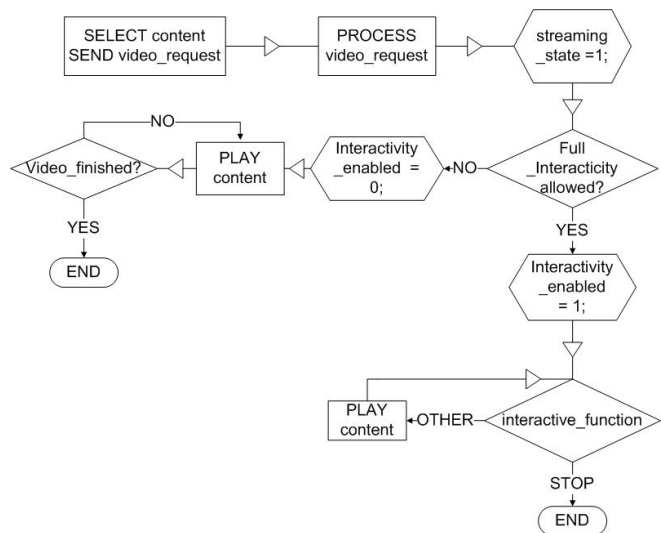 SELECT content
SEND video_request
PROCESS
video_request
streaming
_state =1;
Full
_Interacticity
allowed?
NO
Interactivity
_enabled =
0;
PLAY
content
Video_finished?
NO
YES
END
YES
Interactivity
_enabled
= 1;
interactive_function
OTHER
PLAY
content
STOP
END